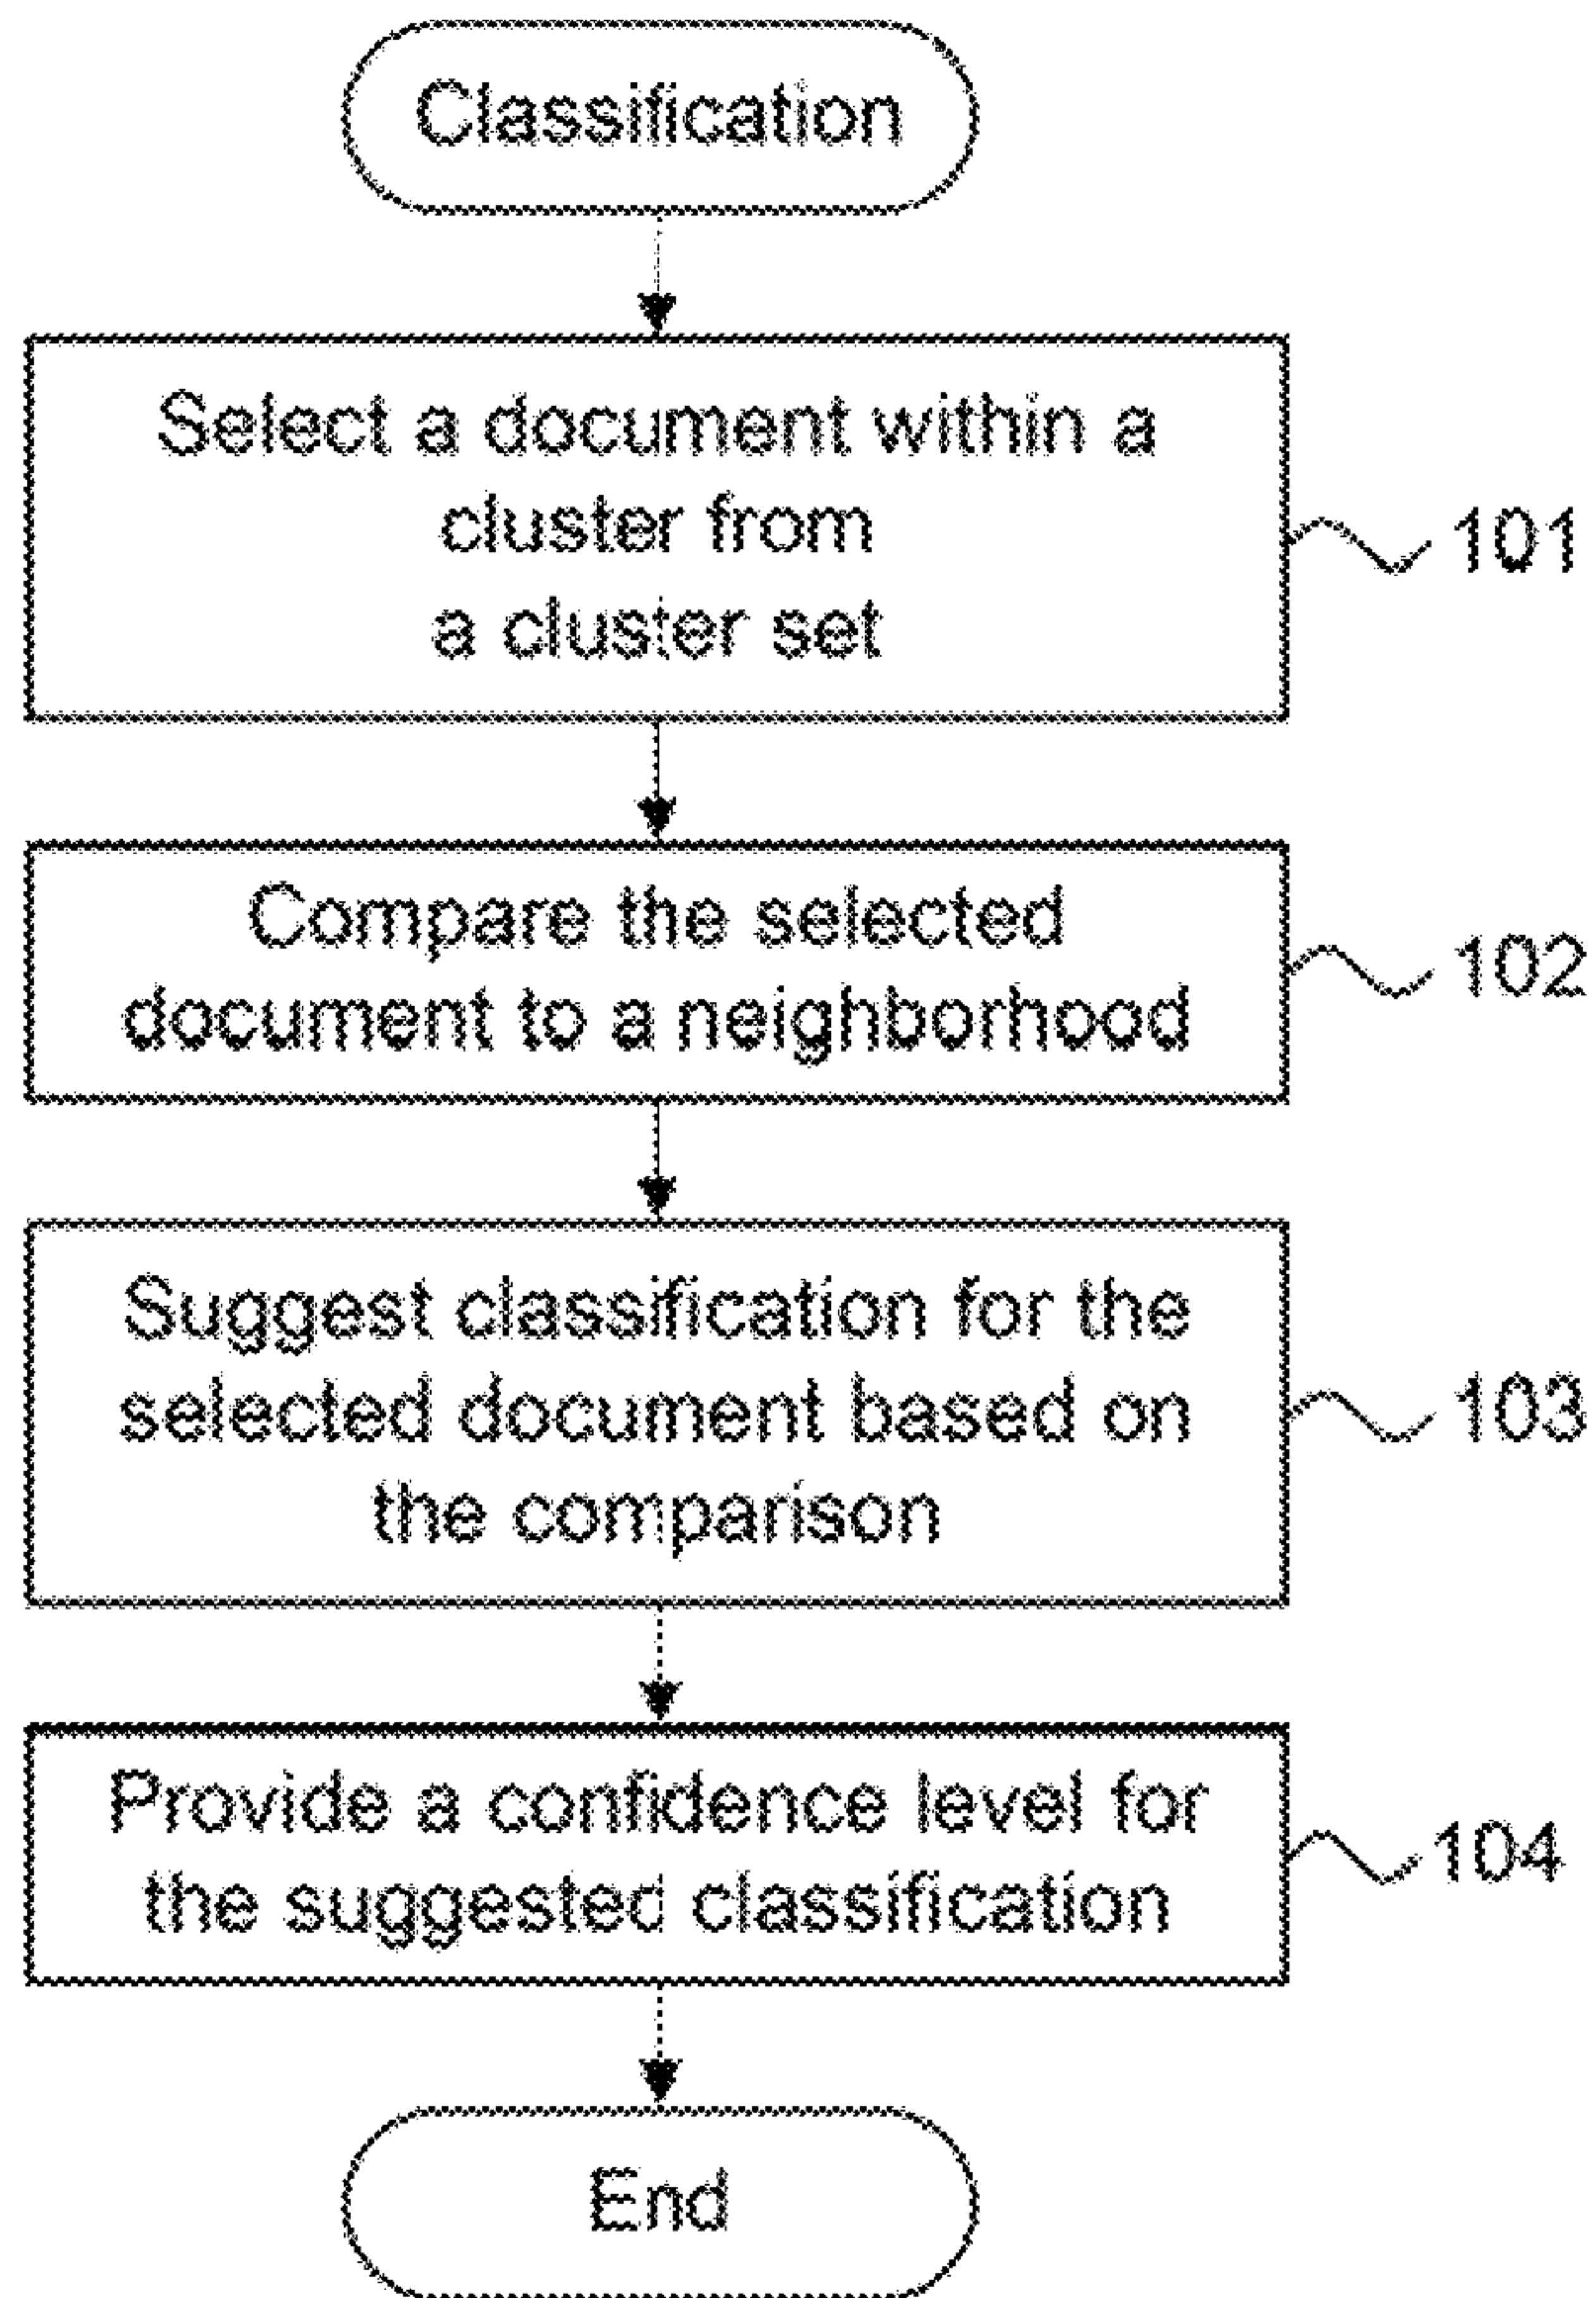 Classification
Select a document within a
cluster from
a cluster set
101
Compare the selected
document to a neighborhood
102
Suggest classification for the
selected document based on
the comparison
103
Provide a confidence level for
the suggested classification
104
End